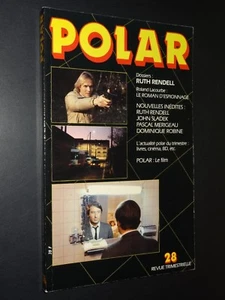 POLAR
Dossiers :
RUTH RENDELL
Roland Lacourbe :
LE ROMAN D'ESPIONNAGE
NOUVELLES INÉDITES :
RUTH RENDELL
JOHN SLADEK
PASCAL MERIGEAU
DOMINIQUE ROBINE
L'actualité polar du trimestre :
livres, cinéma, BD, etc.
POLAR : Le film
28
REVUE TRIMESTRIELLE